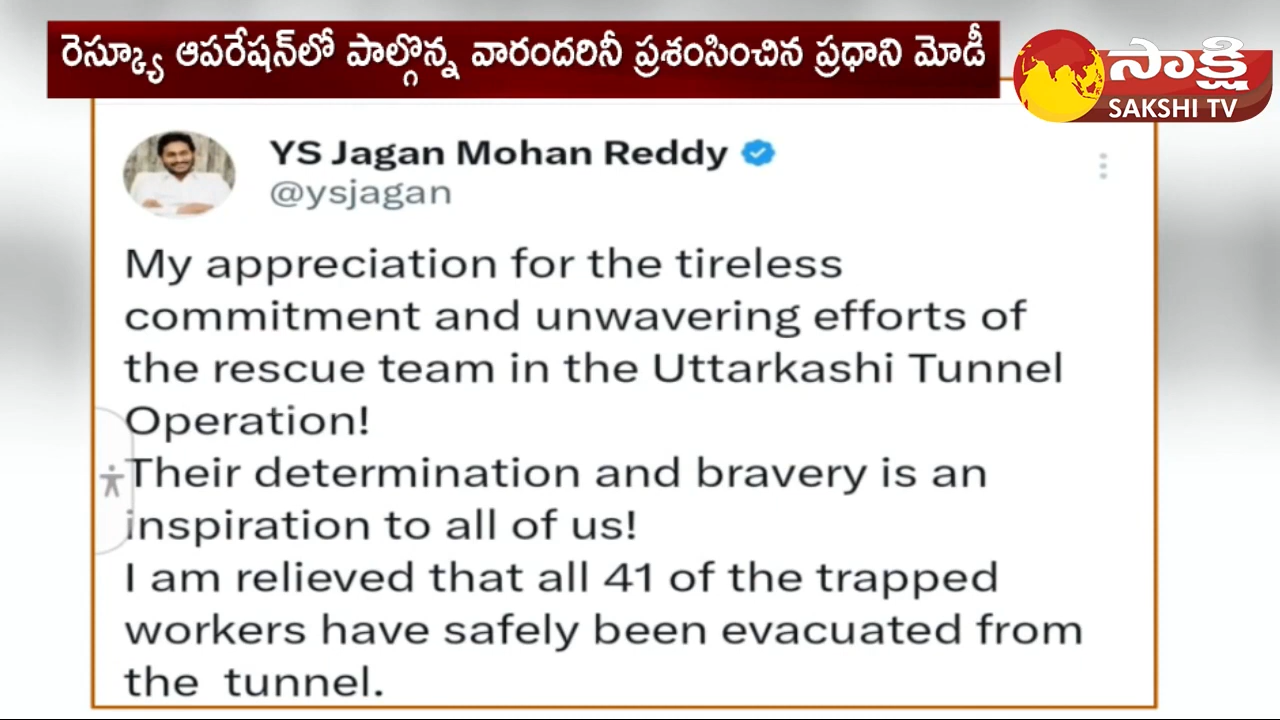 రెస్క్యూ ఆపరేషన్‌లో పాల్గొన్న వారందరినీ ప్రశంసించిన ప్రధాని మోడీ
సాక్షి
SAKSHI TV
YS Jagan Mohan Reddy
@ysjagan
My appreciation for the tireless
commitment and unwavering efforts of
the rescue team in the Uttarkashi Tunnel
Operation!
Their determination and bravery is an
inspiration to all of us!
I am relieved that all 41 of the trapped
workers have safely been evacuated from
the tunnel.